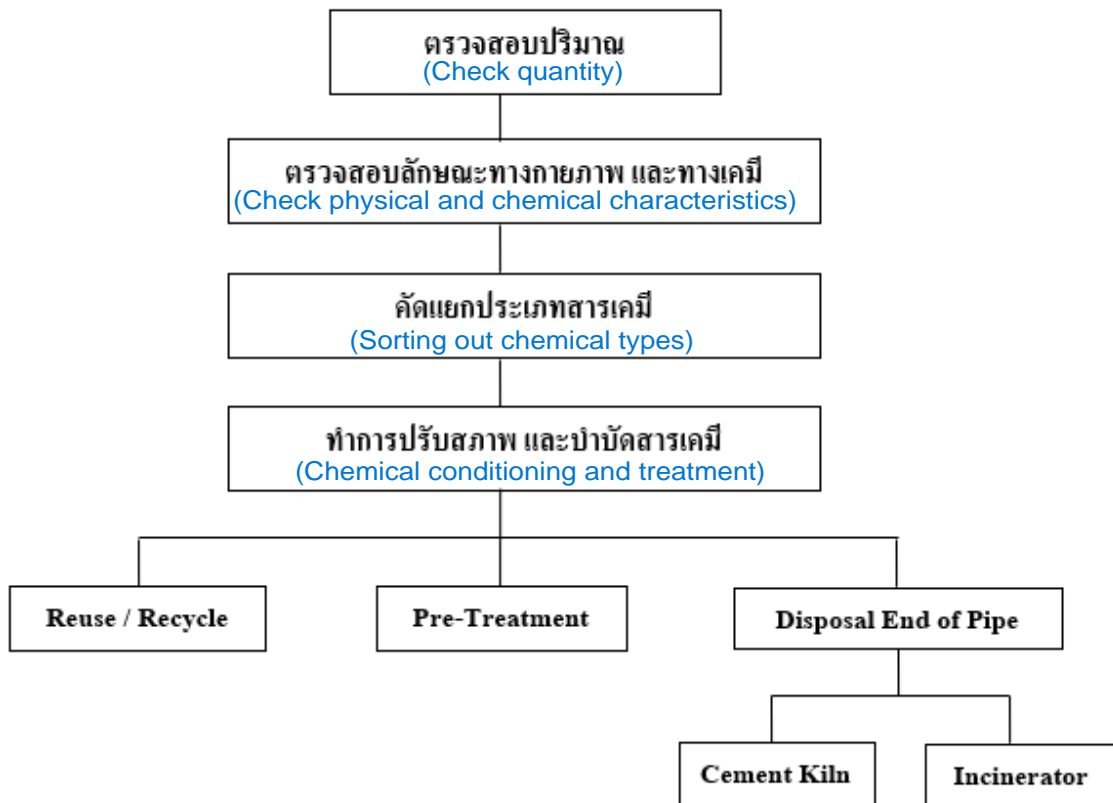 ตรวจสอบปริมาณ
(Check quantity)
ตรวจสอบลักษณะทางกายภาพ และทางเคมี
(Check physical and chemical characteristics)
คัดแยกประเภทสารเคมี
(Sorting out chemical types)
ทำการปรับสภาพ และบำบัดสารเคมี
(Chemical conditioning and treatment)
Reuse / Recycle
Pre-Treatment
Disposal End of Pipe
Cement Kiln
Incinerator